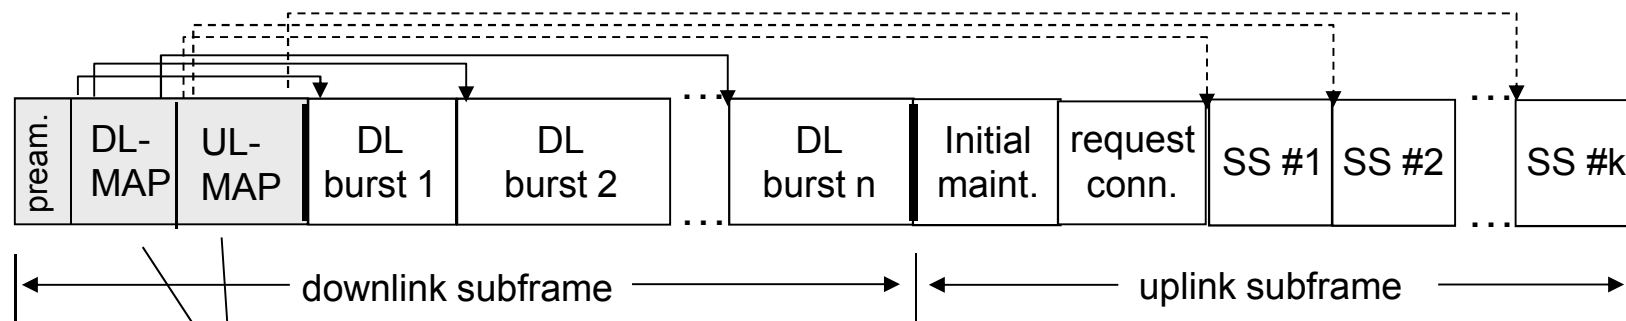 pream.
DL-
MAP
UL-
MAP
DL
burst 1
DL
burst 2
...
...
DL
burst n
Initial
maint.
request
conn.
SS #1
SS #2
...
...
SS #k
downlink subframe
uplink subframe